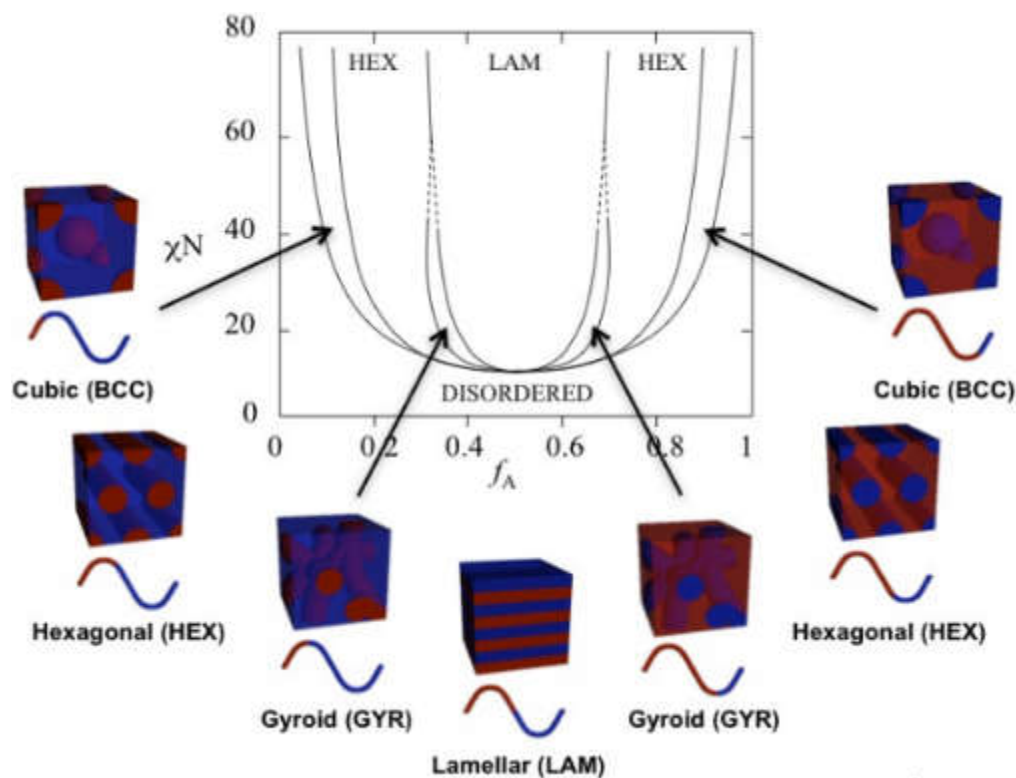 80
HEX LAM HEX
60
χN 40
20
DISORDERED
0
0 0.2 0.4 0.6 0.8 1
f_A
Cubic (BCC)
Cubic (BCC)
Hexagonal (HEX)
Hexagonal (HEX)
Gyroid (GYR)
Gyroid (GYR)
Lamellar (LAM)